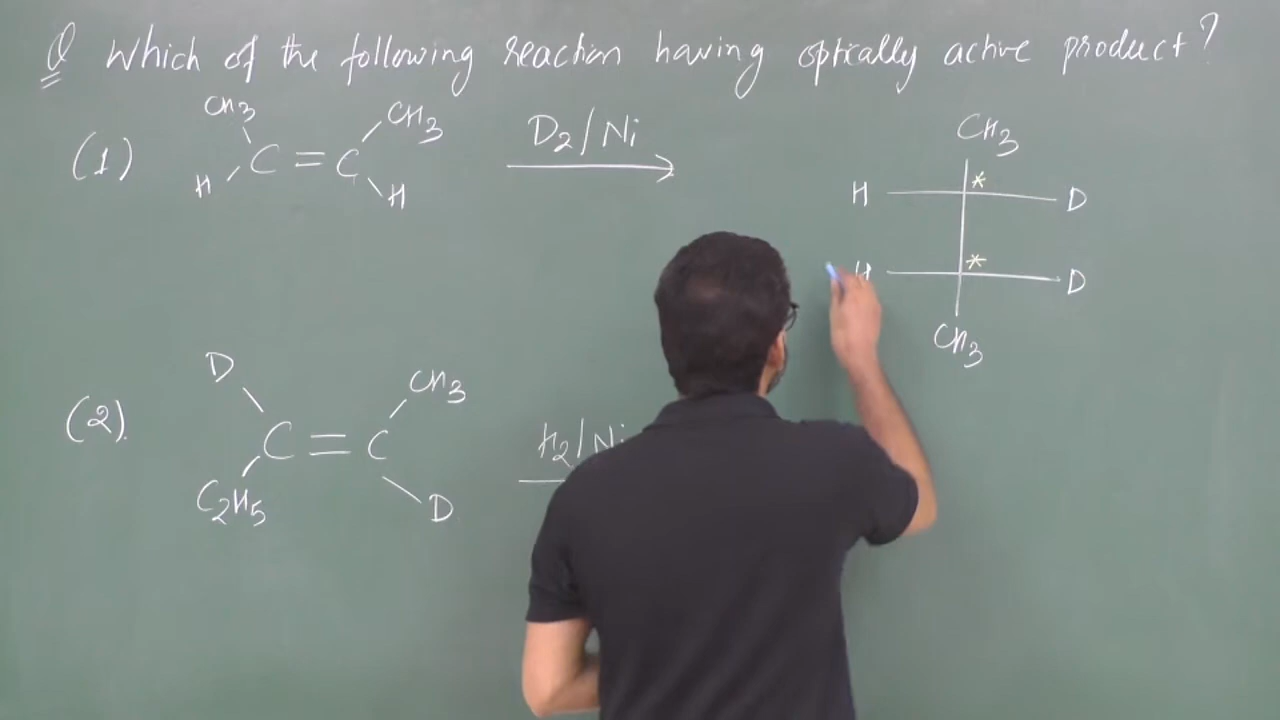 Q Which of the following reaction having optically active product?
CH3 CH3
(1) C = C D2/Ni
H H
CH3
H * D
H * D
CH3
D CH3
(2). C = C H2/Ni
C2H5 D